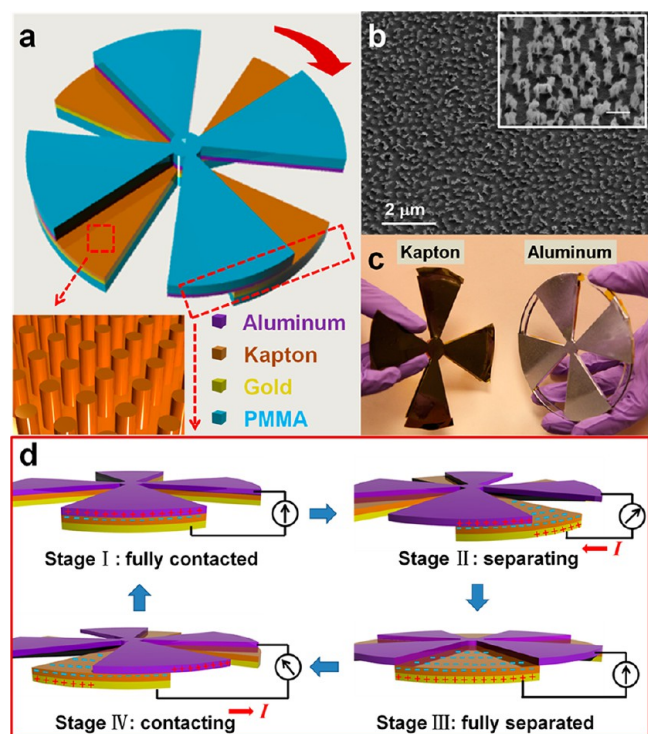 a
b
2 μm
c
Kapton
Aluminum
Aluminum
Kapton
Gold
PMMA
d
Stage Ⅰ : fully contacted
Stage Ⅱ : separating
I
Stage Ⅳ: contacting
I
Stage Ⅲ: fully separated